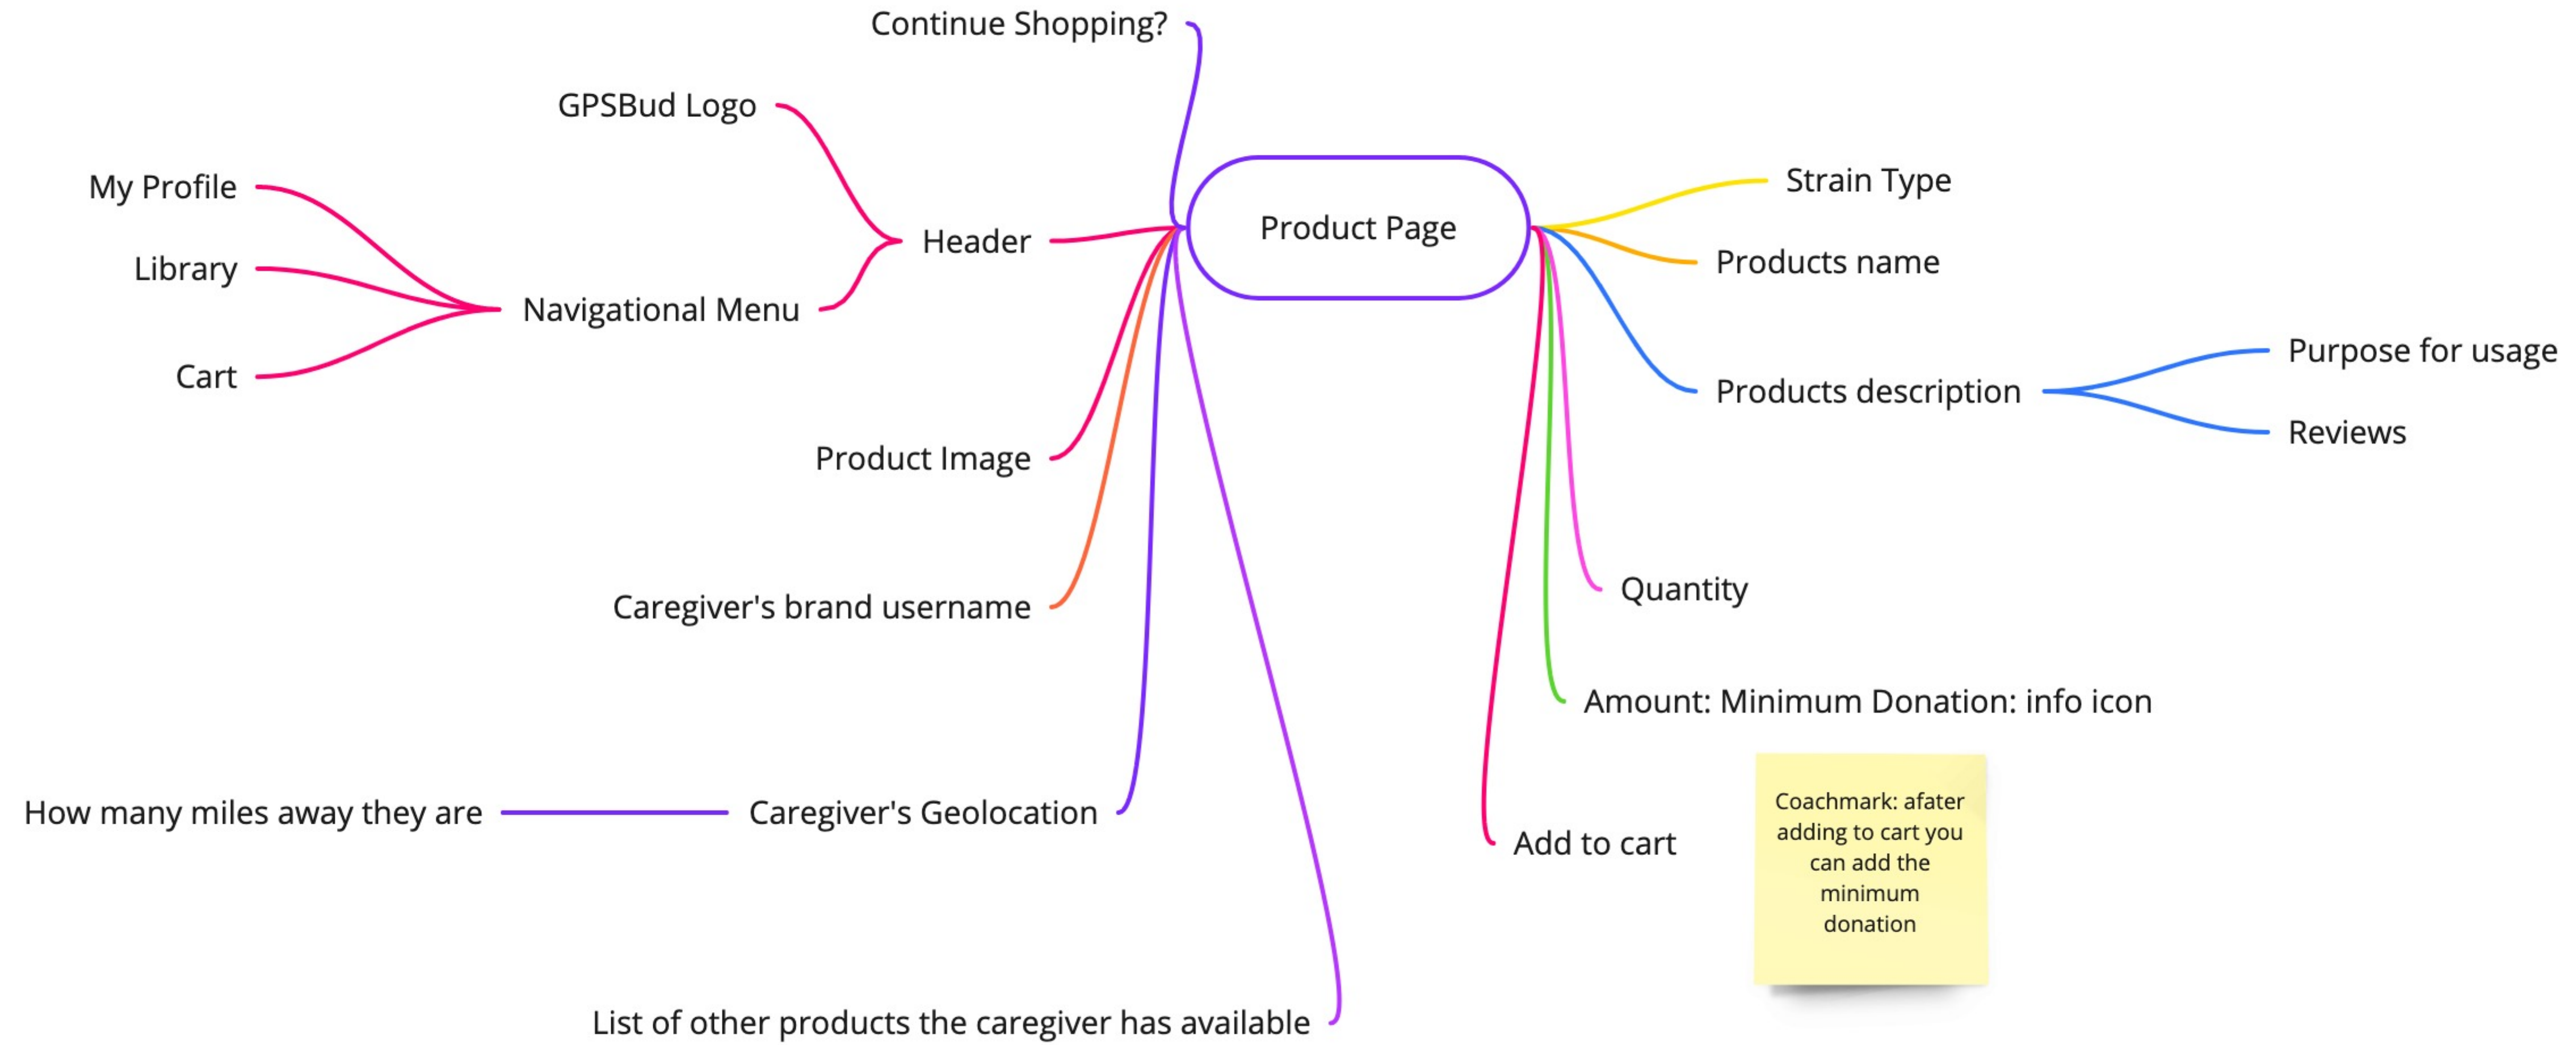 Continue Shopping?
GPSBud Logo
My Profile
Library
Cart
Navigational Menu
Header
Product Image
Caregiver's brand username
How many miles away they are
Caregiver's Geolocation
List of other products the caregiver has available
Product Page
Strain Type
Products name
Products description
Purpose for usage
Reviews
Quantity
Amount: Minimum Donation: info icon
Add to cart
Coachmark: afater
adding to cart you
can add the
minimum
donation